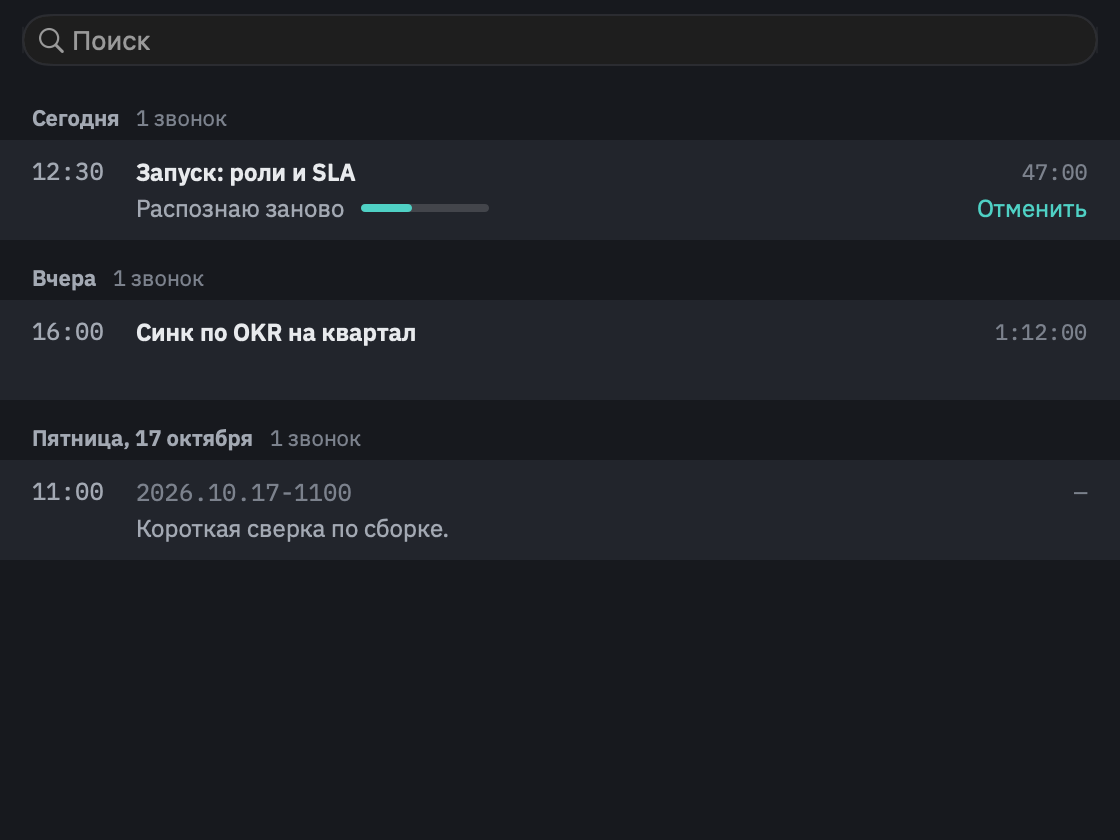 Поиск
Сегодня 1 звонок
12:30 Запуск: роли и SLA 47:00
Распознаю заново Отменить
Вчера 1 звонок
16:00 Синк по OKR на квартал 1:12:00
Пятница, 17 октября 1 звонок
11:00 2026.10.17-1100 —
Короткая сверка по сборке.